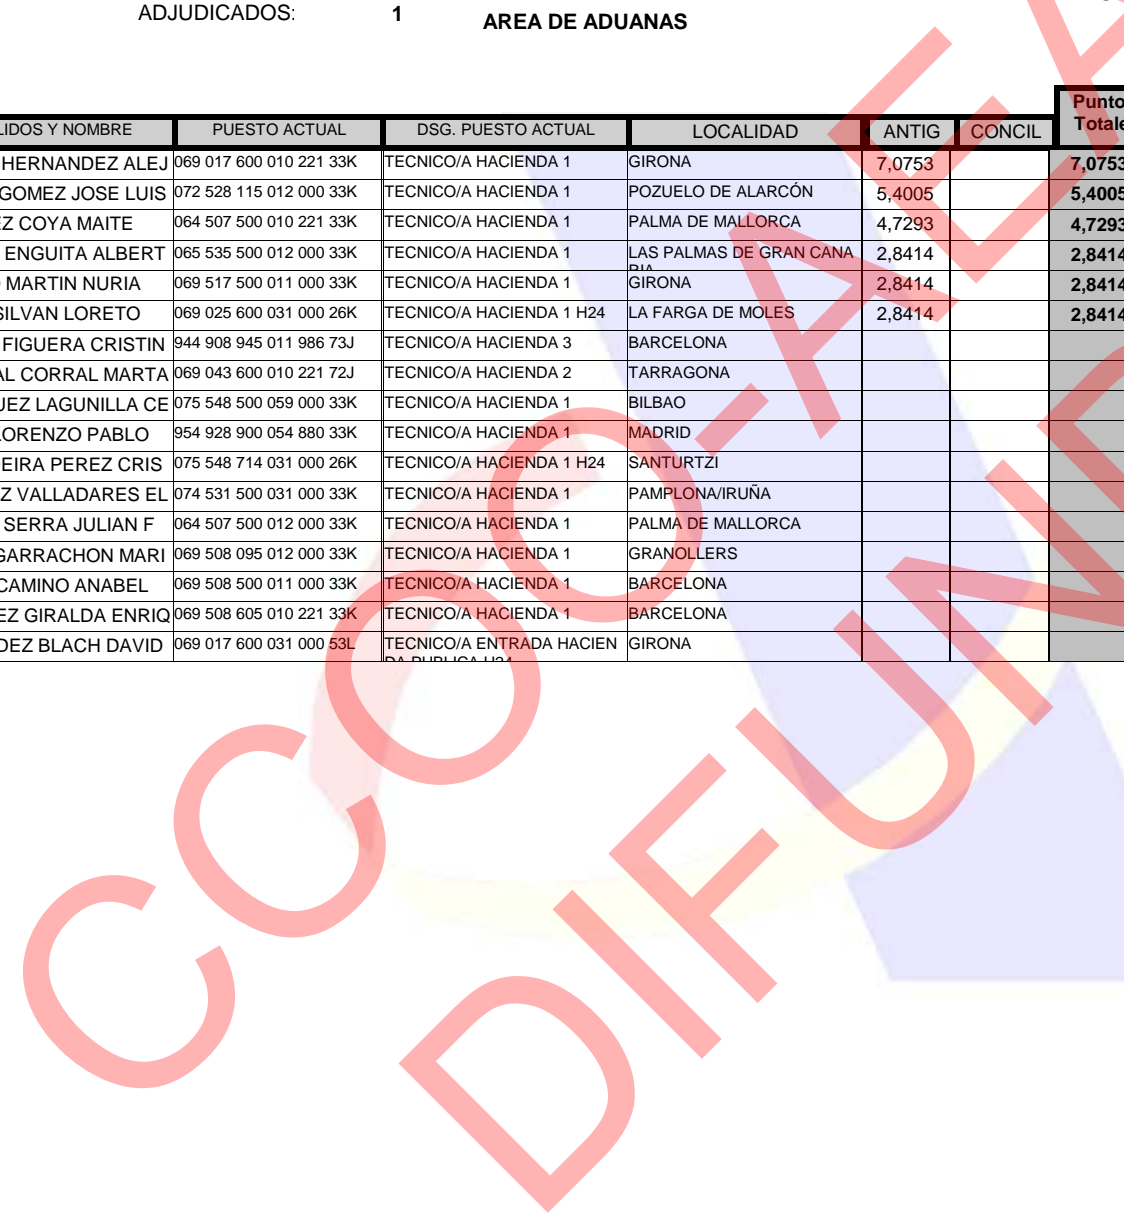 ADJUDICADOS: 1 AREA DE ADUANAS
Punto
LIDOS Y NOMBRE PUESTO ACTUAL DSG. PUESTO ACTUAL LOCALIDAD ANTIG CONCIL Totale
HERNANDEZ ALEJ 069 017 600 010 221 33K TECNICO/A HACIENDA 1 GIRONA 7,0753 7,0753
GOMEZ JOSE LUIS 072 528 115 012 000 33K TECNICO/A HACIENDA 1 POZUELO DE ALARCÓN 5,4005 5,4005
EZ COYA MAITE 064 507 500 010 221 33K TECNICO/A HACIENDA 1 PALMA DE MALLORCA 4,7293 4,7293
ENGUITA ALBERT 065 535 500 012 000 33K TECNICO/A HACIENDA 1 LAS PALMAS DE GRAN CANA 2,8414 2,8414
RIA
MARTIN NURIA 069 517 500 011 000 33K TECNICO/A HACIENDA 1 GIRONA 2,8414 2,8414
SILVAN LORETO 069 025 600 031 000 26K TECNICO/A HACIENDA 1 H24 LA FARGA DE MOLES 2,8414 2,8414
FIGUERA CRISTIN 944 908 945 011 986 73J TECNICO/A HACIENDA 3 BARCELONA
AL CORRAL MARTA 069 043 600 010 221 72J TECNICO/A HACIENDA 2 TARRAGONA
UEZ LAGUNILLA CE 075 548 500 059 000 33K TECNICO/A HACIENDA 1 BILBAO
LORENZO PABLO 954 928 900 054 880 33K TECNICO/A HACIENDA 1 MADRID
EIRA PEREZ CRIS 075 548 714 031 000 26K TECNICO/A HACIENDA 1 H24 SANTURTZI
Z VALLADARES EL 074 531 500 031 000 33K TECNICO/A HACIENDA 1 PAMPLONA/IRUÑA
SERRA JULIAN F 064 507 500 012 000 33K TECNICO/A HACIENDA 1 PALMA DE MALLORCA
GARRACHON MARI 069 508 095 012 000 33K TECNICO/A HACIENDA 1 GRANOLLERS
CAMINO ANABEL 069 508 500 011 000 33K TECNICO/A HACIENDA 1 BARCELONA
EZ GIRALDA ENRIQ 069 508 605 010 221 33K TECNICO/A HACIENDA 1 BARCELONA
DEZ BLACH DAVID 069 017 600 031 000 53L TECNICO/A ENTRADA HACIEN GIRONA
DA PUBLICA H24
CCOO-AEA
DIFUND